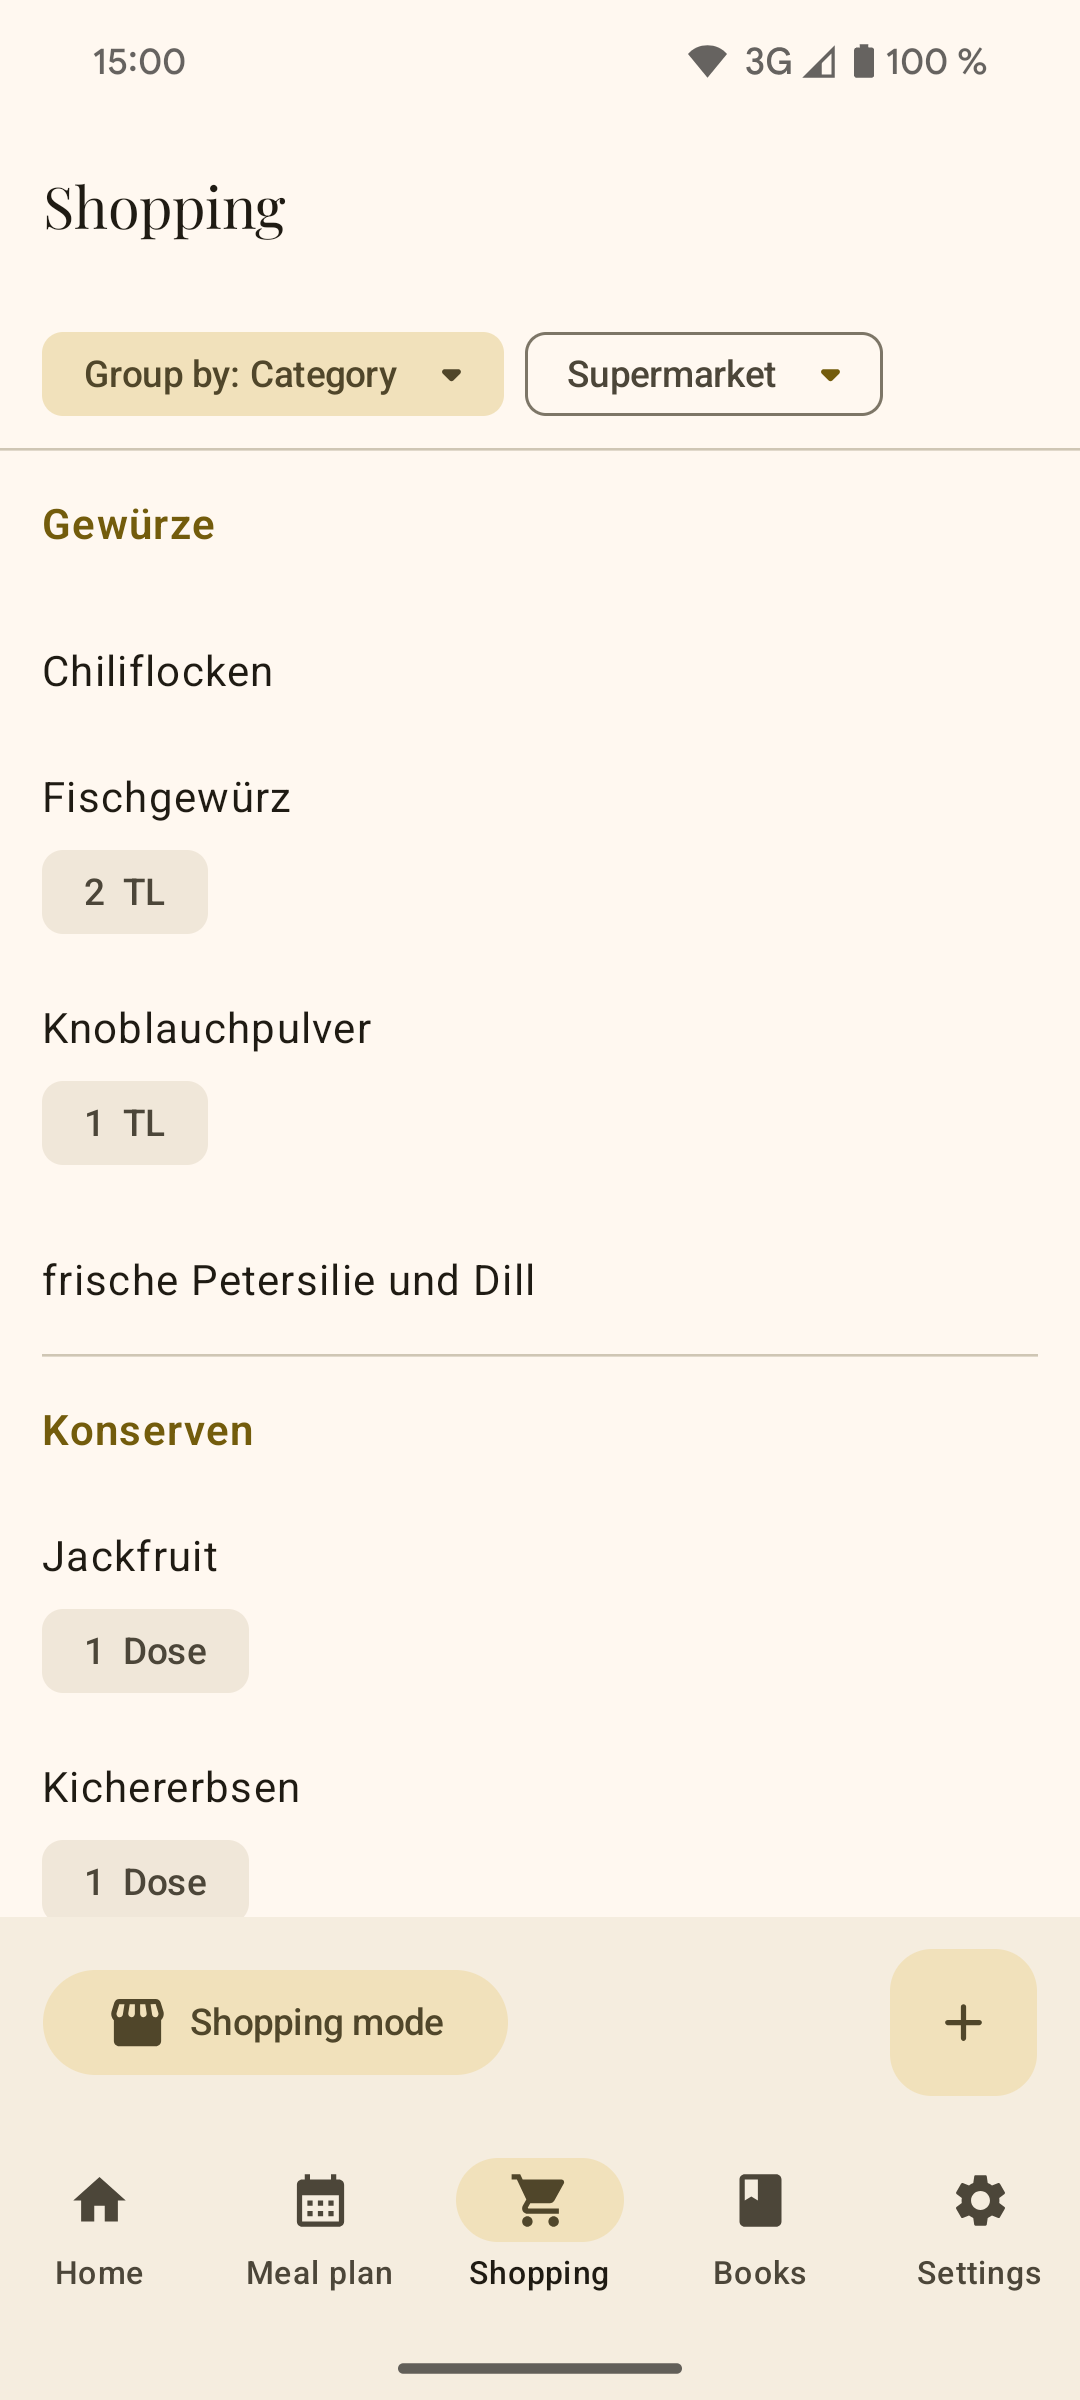 15:00 3G 100 %
Shopping
Group by: Category Supermarket
Gewürze
Chiliflocken
Fischgewürz
2 TL
Knoblauchpulver
1 TL
frische Petersilie und Dill
Konserven
Jackfruit
1 Dose
Kichererbsen
1 Dose
Shopping mode
Home Meal plan Shopping Books Settings